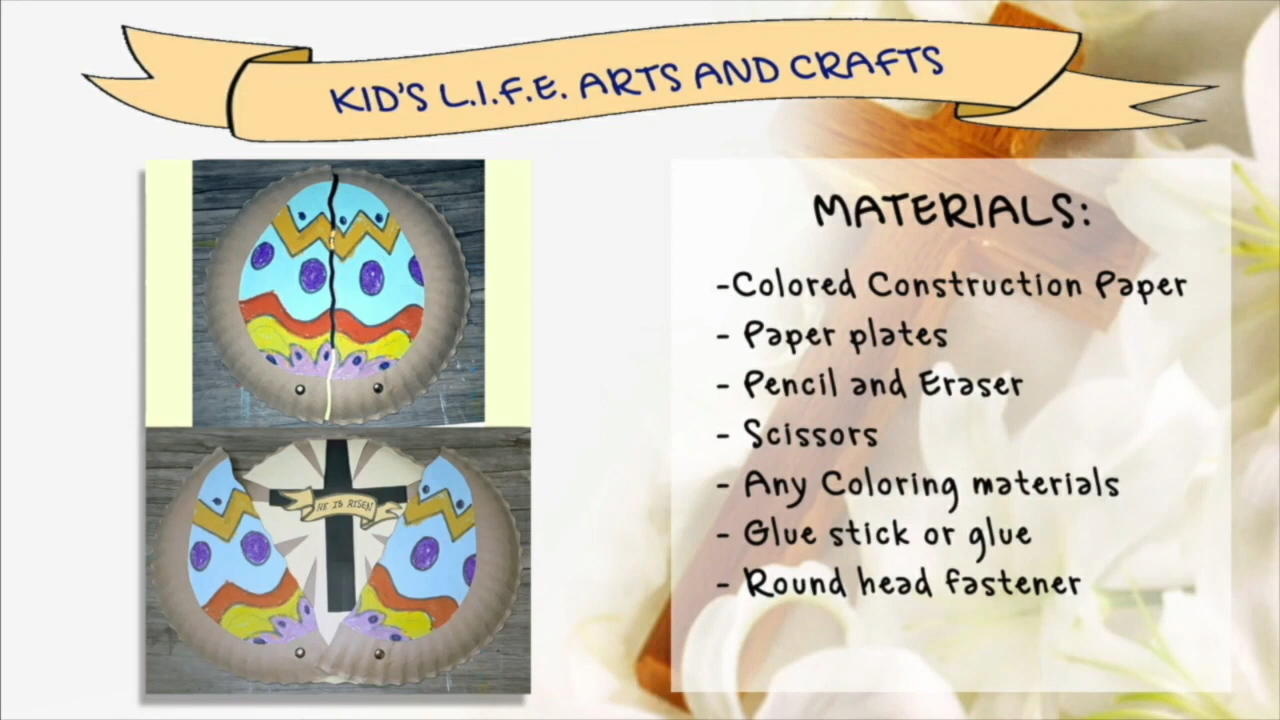 KID'S L.I.F.E. ARTS AND CRAFTS
HE IS RISEN
MATERIALS:
-Colored Construction Paper
- Paper plates
- Pencil and Eraser
- Scissors
- Any Coloring materials
- Glue stick or glue
- Round head fastener